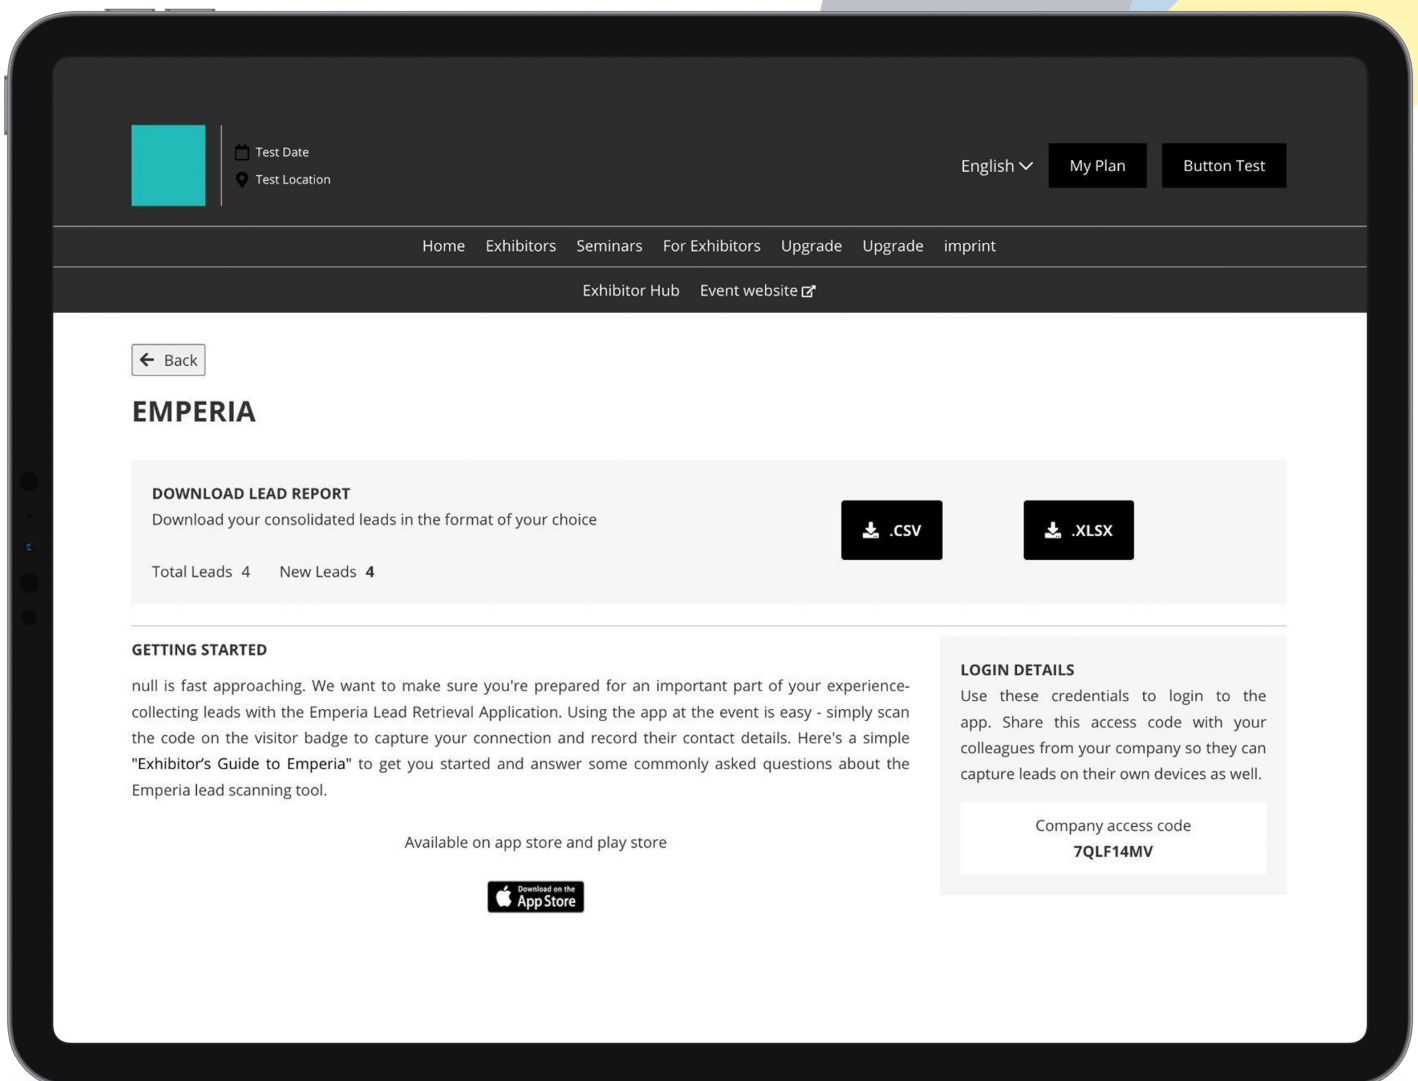 Test Date
Test Location
English
My Plan
Button Test
Home Exhibitors Seminars For Exhibitors Upgrade Upgrade imprint
Exhibitor Hub Event website
Back
EMPERIA
DOWNLOAD LEAD REPORT
Download your consolidated leads in the format of your choice
Total Leads 4 New Leads 4
.CSV
.XLSX
GETTING STARTED
null is fast approaching. We want to make sure you're prepared for an important part of your experience-
collecting leads with the Emperia Lead Retrieval Application. Using the app at the event is easy - simply scan
the code on the visitor badge to capture your connection and record their contact details. Here's a simple
"Exhibitor's Guide to Emperia" to get you started and answer some commonly asked questions about the
Emperia lead scanning tool.
Available on app store and play store
Download on the
App Store
LOGIN DETAILS
Use these credentials to login to the
app. Share this access code with your
colleagues from your company so they can
capture leads on their own devices as well.
Company access code
7QLF14MV